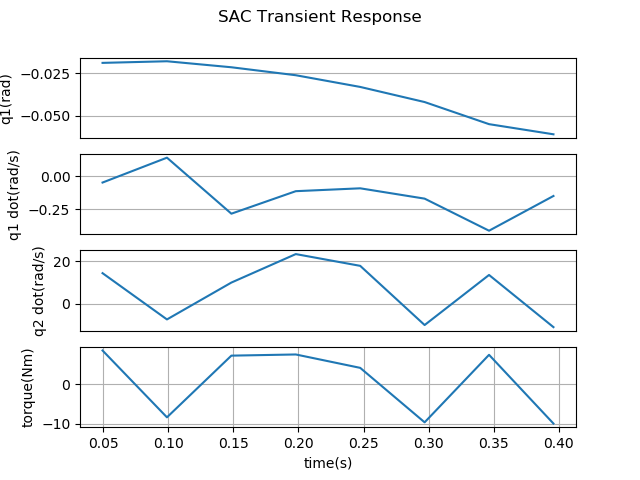 SAC Transient Response
q1(rad)
−0.025
−0.050
q1 dot(rad/s)
0.00
−0.25
q2 dot(rad/s)
20
0
torque(Nm)
0
−10
0.05 0.10 0.15 0.20 0.25 0.30 0.35 0.40
time(s)